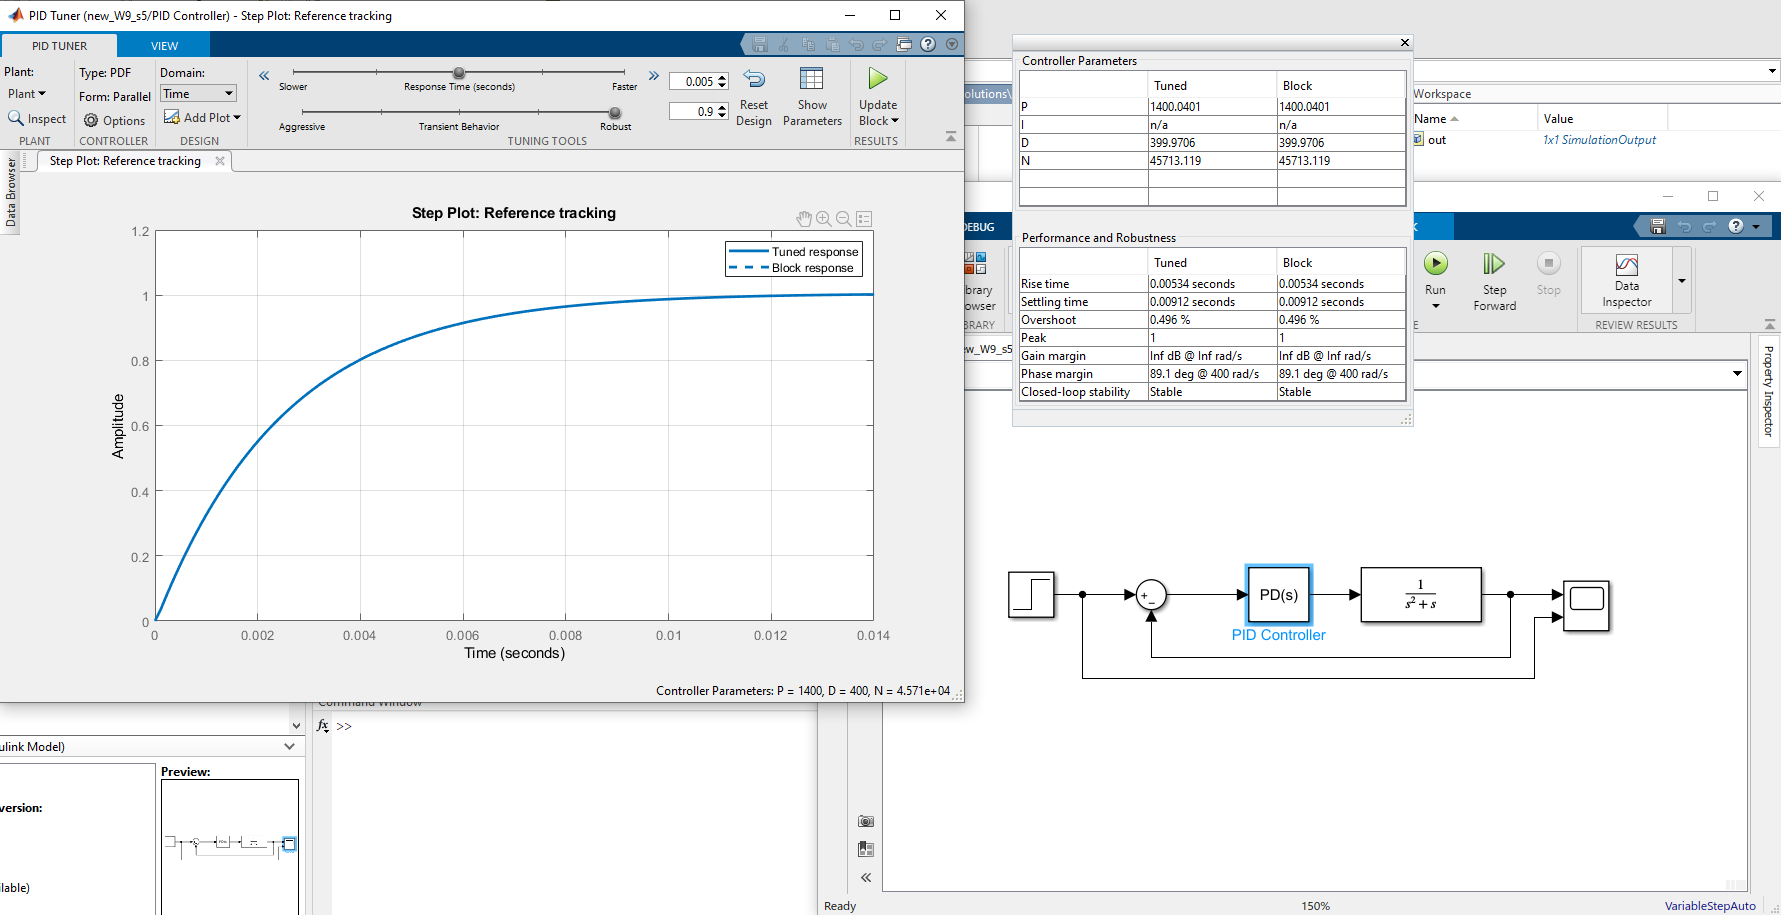 PID Tuner (new_W9_s5/PID Controller) - Step Plot: Reference tracking
PID TUNER
VIEW
Plant:
Plant
Inspect
PLANT
Type: PDF
Form: Parallel
Options
CONTROLLER
Domain:
Time
Add Plot
DESIGN
Slower
Response Time (seconds)
Faster
0.005
Aggressive
Transient Behavior
Robust
0.9
TUNING TOOLS
Reset
Design
Show
Parameters
Update
Block
RESULTS
Data Browser
Step Plot: Reference tracking
Step Plot: Reference tracking
Tuned response
Block response
1.2
1
0.8
0.6
0.4
0.2
0
Amplitude
0
0.002
0.004
0.006
0.008
0.01
0.012
0.014
Time (seconds)
Controller Parameters: P = 1400, D = 400, N = 4.571e+04
Controller Parameters
Tuned Block
P 1400.0401 1400.0401
I n/a n/a
D 399.9706 399.9706
N 45713.119 45713.119
Performance and Robustness
Tuned Block
Rise time 0.00534 seconds 0.00534 seconds
Settling time 0.00912 seconds 0.00912 seconds
Overshoot 0.496 % 0.496 %
Peak 1 1
Gain margin Inf dB @ Inf rad/s Inf dB @ Inf rad/s
Phase margin 89.1 deg @ 400 rad/s 89.1 deg @ 400 rad/s
Closed-loop stability Stable Stable
olutions\
Workspace
Name Value
out 1x1 SimulationOutput
EBUG
K
brary
owser
BRARY
Run
Step
Forward
Stop
E
Data
Inspector
REVIEW RESULTS
ew_W9_s5
Property Inspector
+
−
PD(s)
PID Controller
1
s² + s
Command Window
fx >>
ulink Model)
Preview:
version:
ilable)
Ready
150%
VariableStepAuto